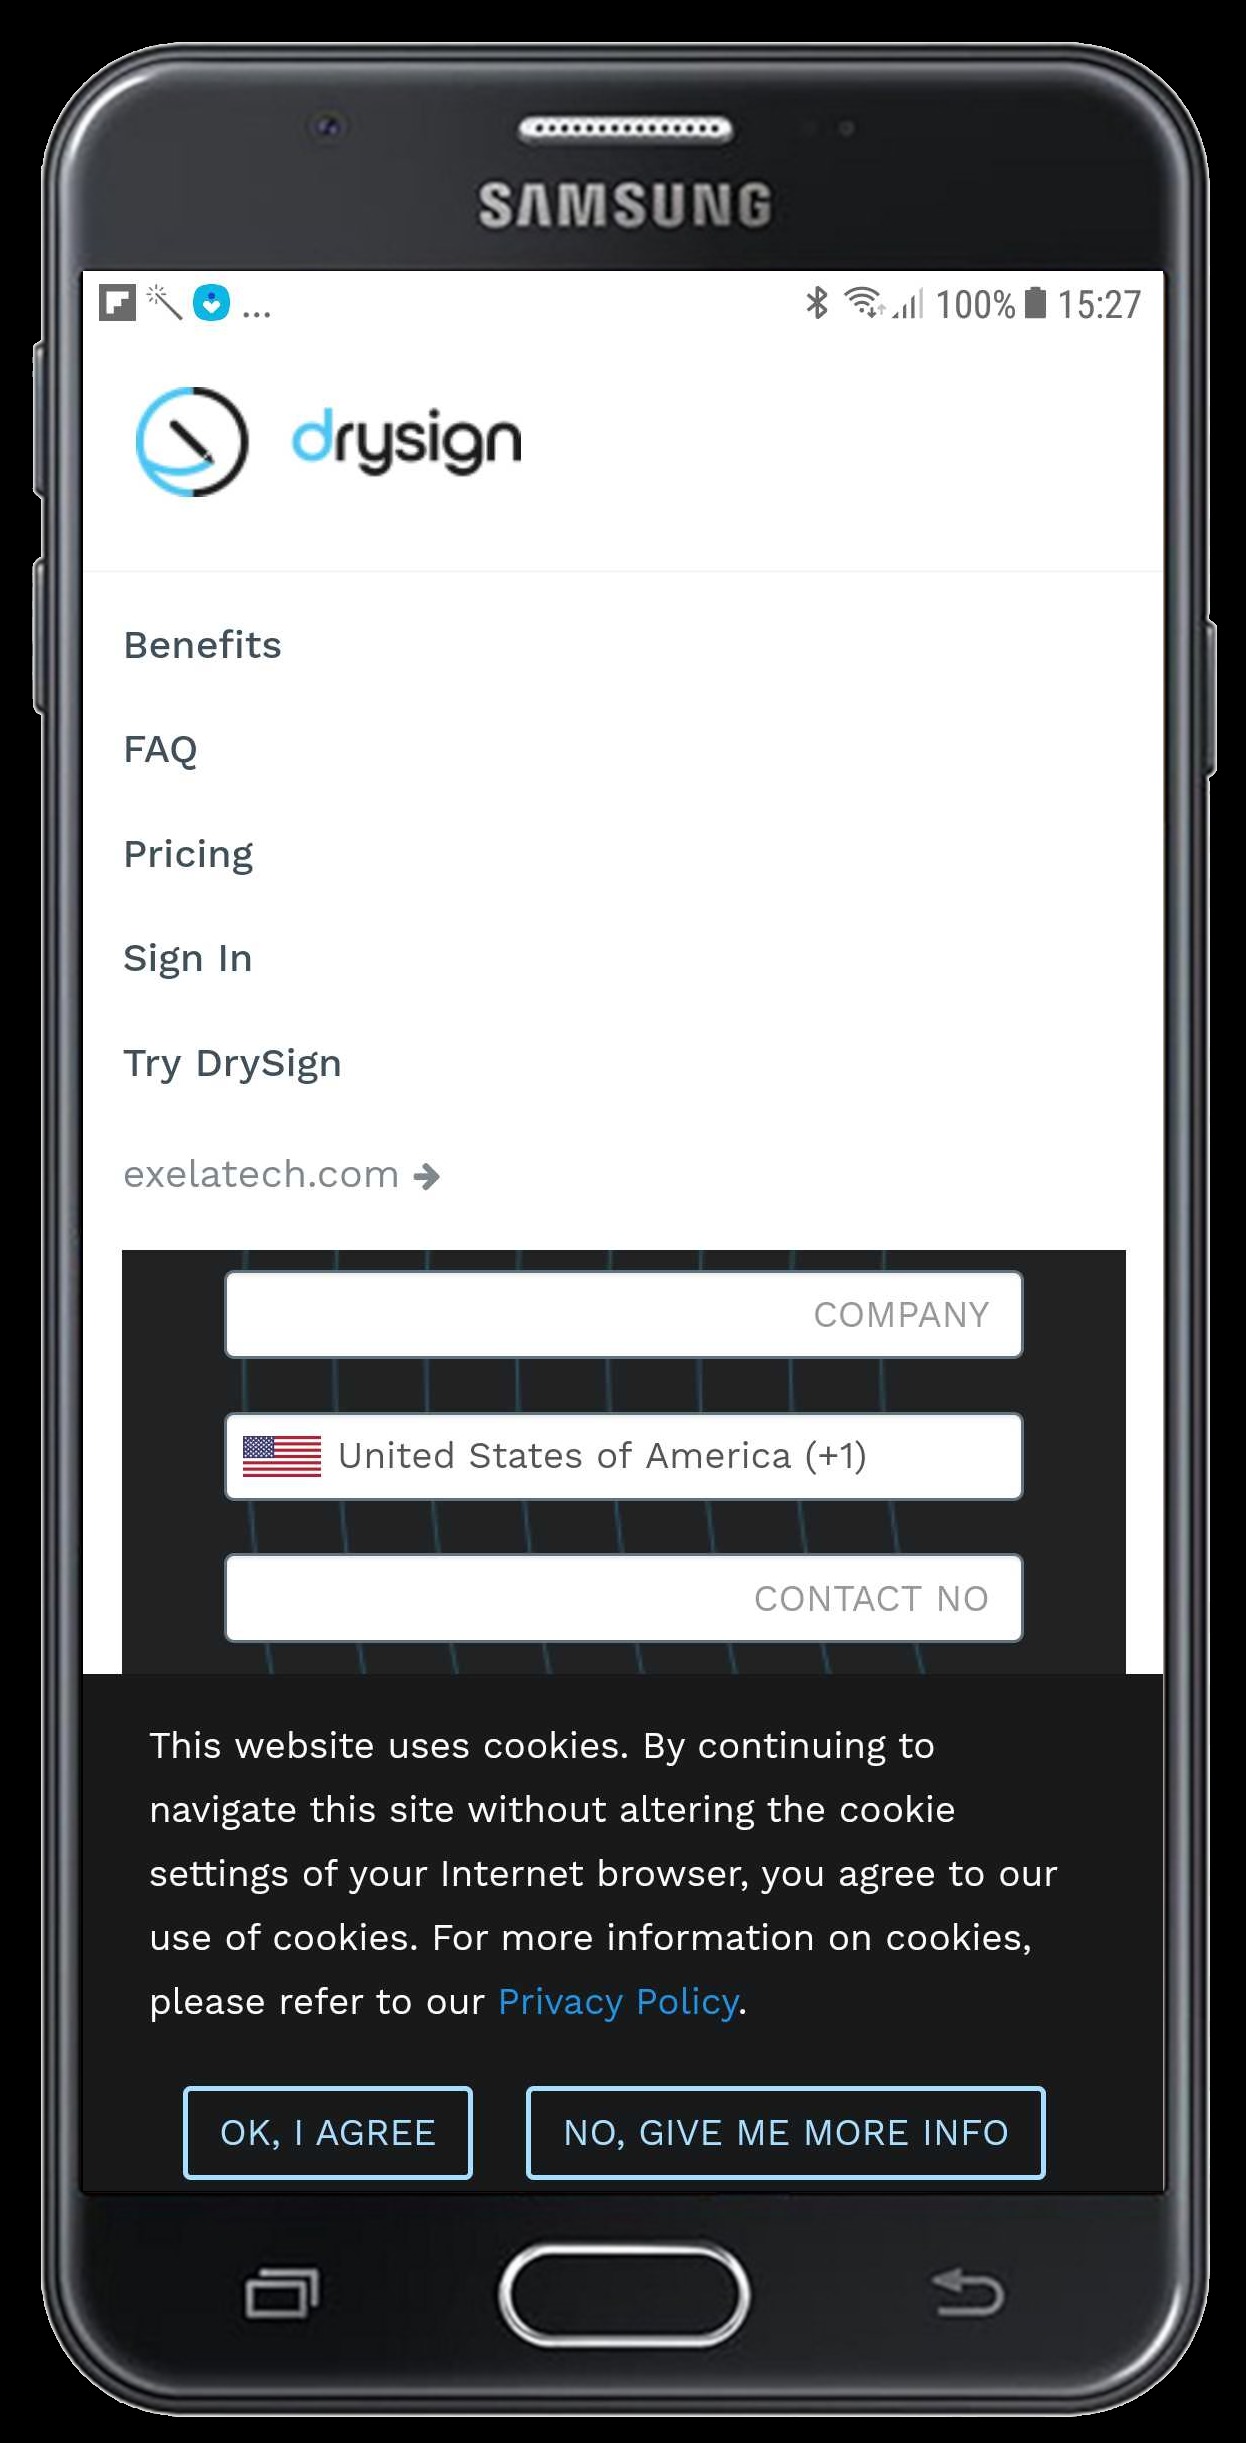 SAMSUNG
... 100% 15:27
drysign
Benefits
FAQ
Pricing
Sign In
Try DrySign
exelatech.com
COMPANY
United States of America (+1)
CONTACT NO
This website uses cookies. By continuing to
navigate this site without altering the cookie
settings of your Internet browser, you agree to our
use of cookies. For more information on cookies,
please refer to our Privacy Policy.
OK, I AGREE
NO, GIVE ME MORE INFO